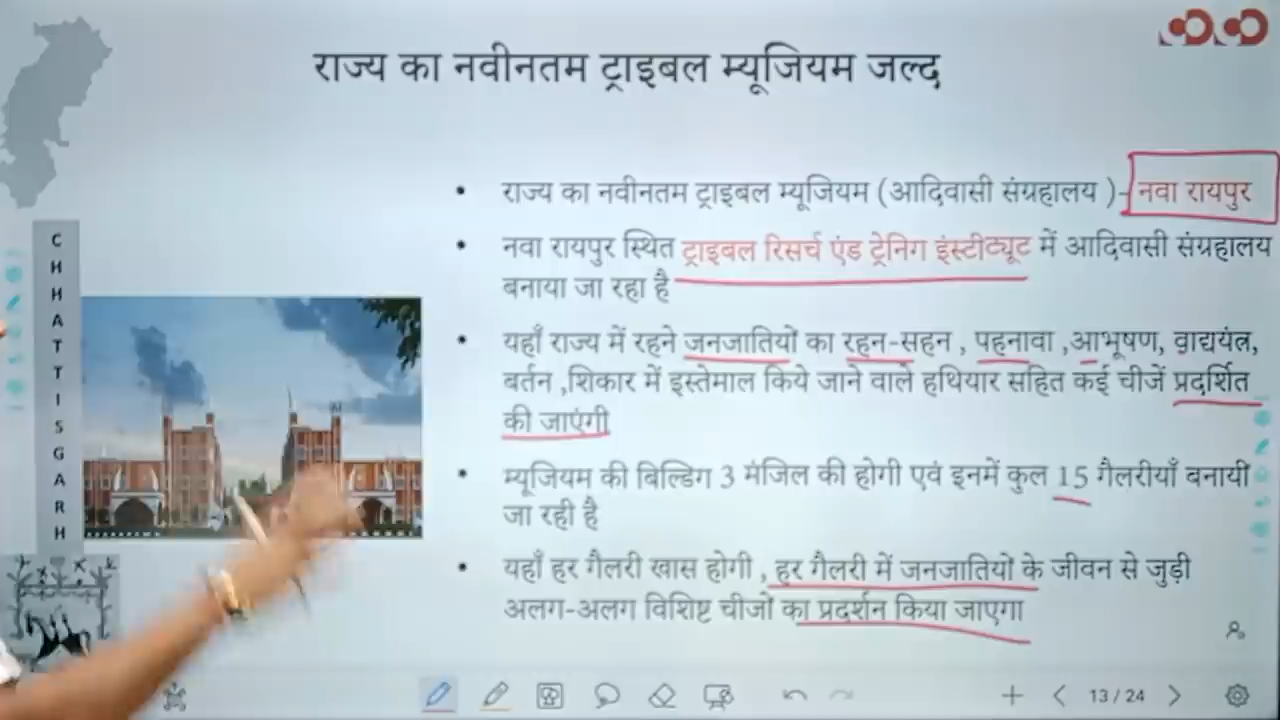 राज्य का नवीनतम ट्राइबल म्यूजियम जल्द
CHHATTISGARH
• राज्य का नवीनतम ट्राइबल म्यूजियम (आदिवासी संग्रहालय )- नवा रायपुर
• नवा रायपुर स्थित ट्राइबल रिसर्च एंड ट्रेनिग इंस्टीट्यूट में आदिवासी संग्रहालय
बनाया जा रहा है
• यहाँ राज्य में रहने जनजातियों का रहन-सहन , पहनावा ,आभूषण, वाद्ययंत्र,
बर्तन ,शिकार में इस्तेमाल किये जाने वाले हथियार सहित कई चीजें प्रदर्शित
की जाएंगी
• म्यूजियम की बिल्डिग 3 मंजिल की होगी एवं इनमें कुल 15 गैलरीयाँ बनायी
जा रही है
• यहाँ हर गैलरी खास होगी , हर गैलरी में जनजातियों के जीवन से जुड़ी
अलग-अलग विशिष्ट चीजों का प्रदर्शन किया जाएगा
13 / 24